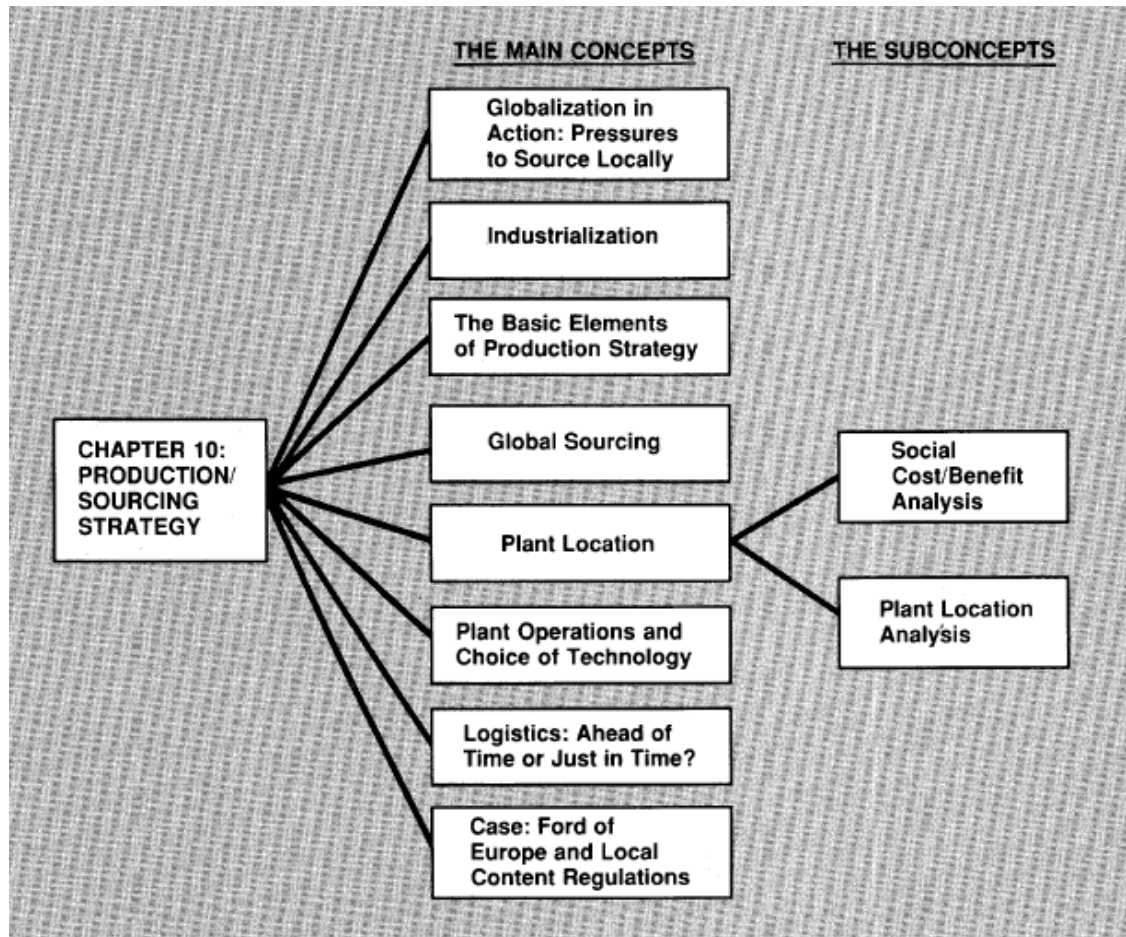 THE MAIN CONCEPTS
THE SUBCONCEPTS
Globalization in
Action: Pressures
to Source Locally
Industrialization
The Basic Elements
of Production Strategy
CHAPTER 10:
PRODUCTION/
SOURCING
STRATEGY
Global Sourcing
Plant Location
Plant Operations and
Choice of Technology
Logistics: Ahead of
Time or Just in Time?
Case: Ford of
Europe and Local
Content Regulations
Social
Cost/Benefit
Analysis
Plant Location
Analysis